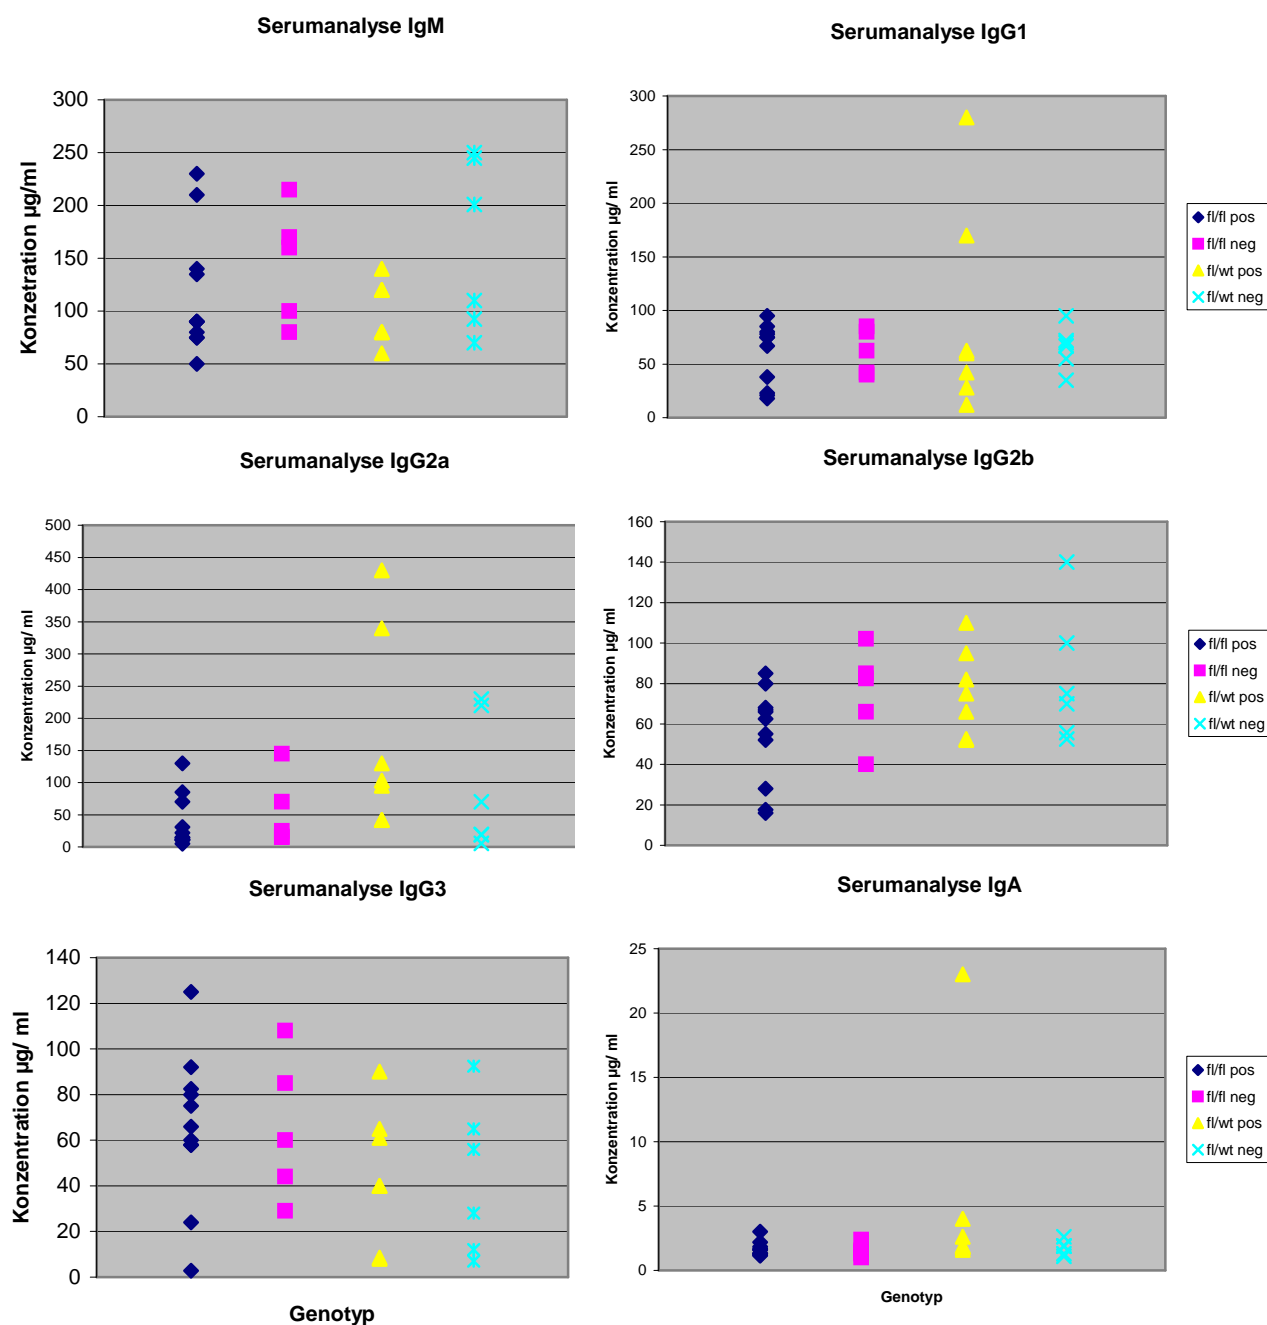 Serumanalyse IgM
Konzetration µg/ml
300
250
200
150
100
50
0
Serumanalyse IgG1
Konzentration µg/ ml
300
250
200
150
100
50
0
fl/fl pos
fl/fl neg
fl/wt pos
fl/wt neg
Serumanalyse IgG2a
Konzentration µg/ ml
500
450
400
350
300
250
200
150
100
50
0
Serumanalyse IgG2b
Konzentration µg/ ml
160
140
120
100
80
60
40
20
0
fl/fl pos
fl/fl neg
fl/wt pos
fl/wt neg
Serumanalyse IgG3
Konzentration µg/ ml
140
120
100
80
60
40
20
0
Genotyp
Serumanalyse IgA
Konzentration µg/ ml
25
20
15
10
5
0
Genotyp
fl/fl pos
fl/fl neg
fl/wt pos
fl/wt neg